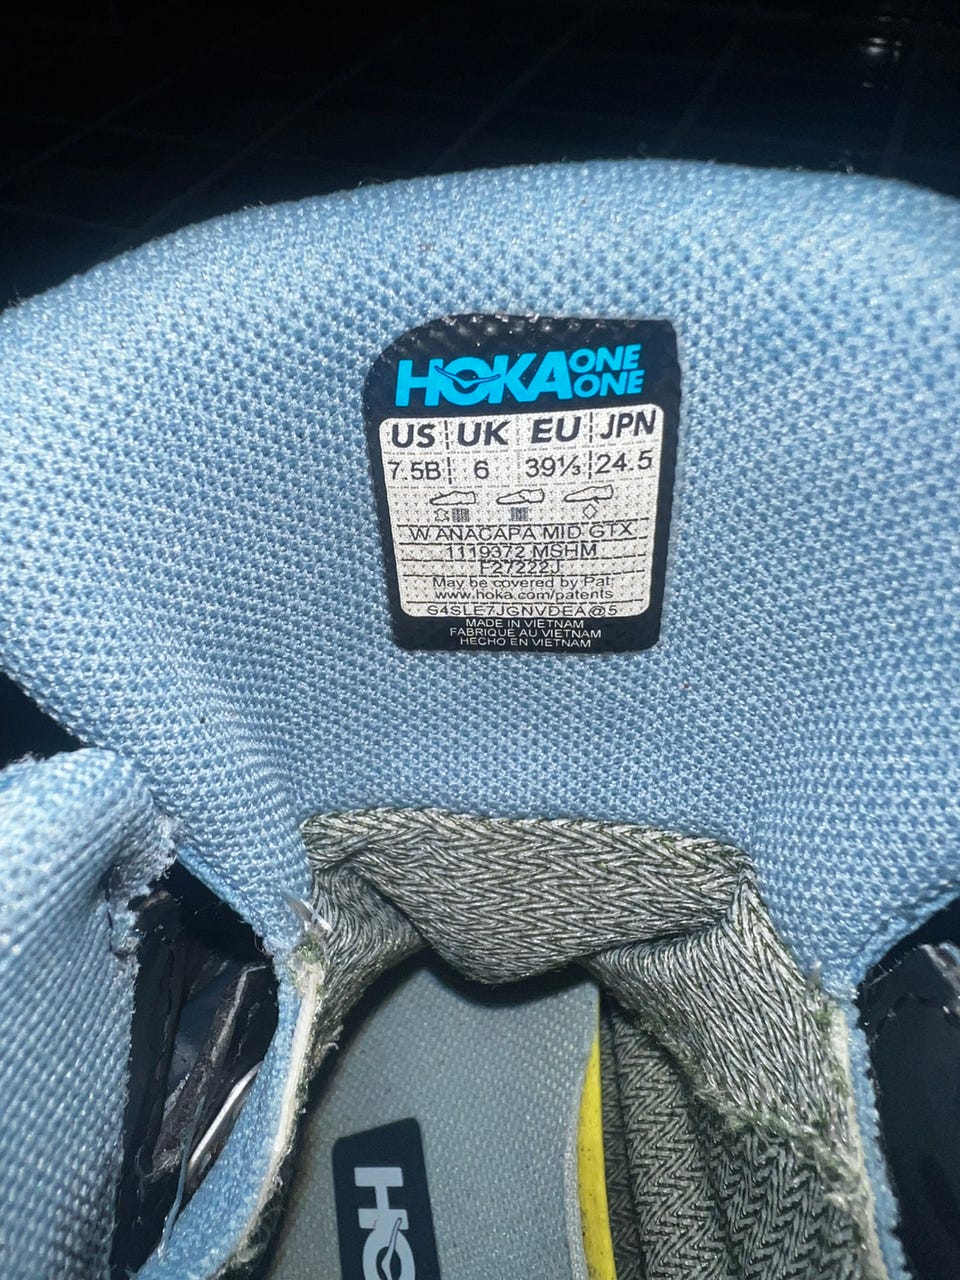 HOKA ONE ONE
US UK EU JPN
7.5B 6 39⅓ 24.5
W ANACAPA MID GTX
1119372 MSHM
F27222J
May be covered by Pat:
www.hoka.com/patents
S4SLE7JGNVDEA@5
MADE IN VIETNAM
FABRIQUE AU VIETNAM
HECHO EN VIETNAM
HO